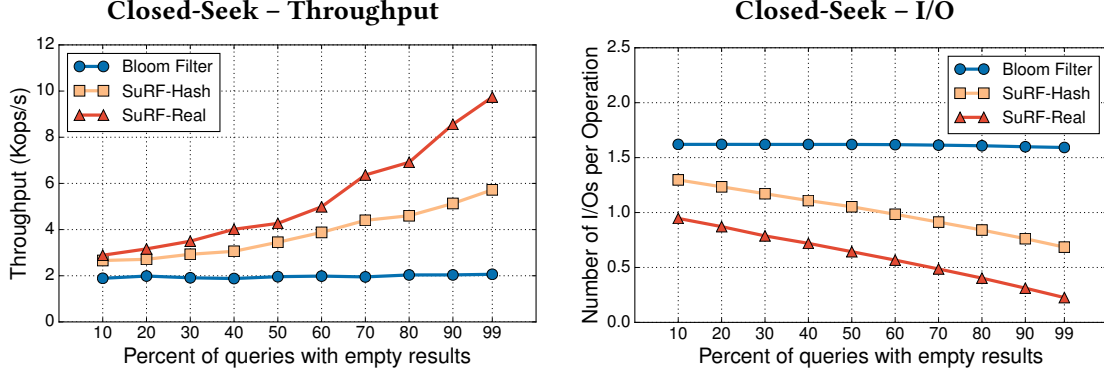 Closed-Seek – Throughput
12
10
8
6
4
2
0
Throughput (Kops/s)
Bloom Filter
SuRF-Hash
SuRF-Real
10 20 30 40 50 60 70 80 90 99
Percent of queries with empty results
Closed-Seek – I/O
2.5
2.0
1.5
1.0
0.5
0.0
Number of I/Os per Operation
Bloom Filter
SuRF-Hash
SuRF-Real
10 20 30 40 50 60 70 80 90 99
Percent of queries with empty results